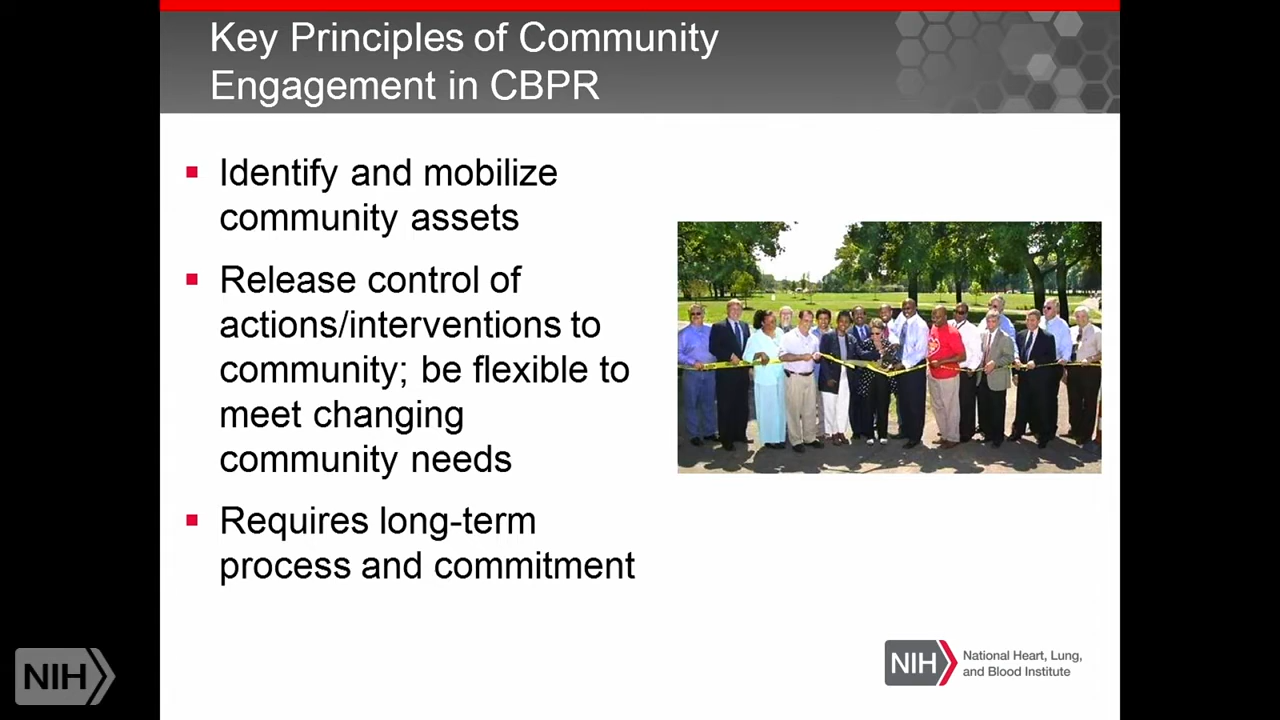 Key Principles of Community
Engagement in CBPR
Identify and mobilize
community assets
Release control of
actions/interventions to
community; be flexible to
meet changing
community needs
Requires long-term
process and commitment
NIH
NIH
National Heart, Lung,
and Blood Institute